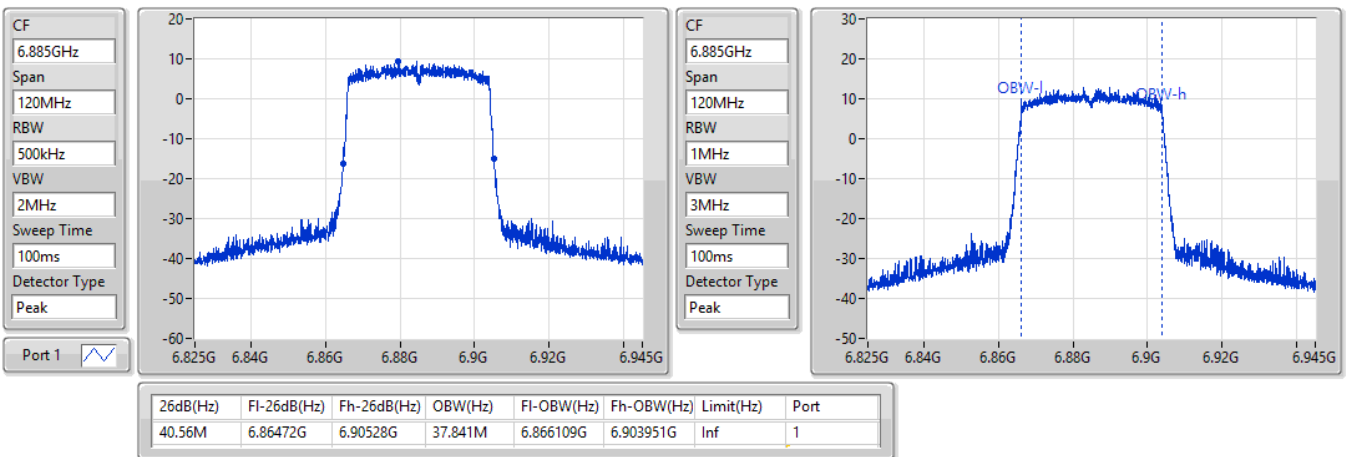 CF
6.885GHz
Span
120MHz
RBW
500kHz
VBW
2MHz
Sweep Time
100ms
Detector Type
Peak
Port 1
20
10
0
-10
-20
-30
-40
-50
-60
6.825G 6.84G 6.86G 6.88G 6.9G 6.92G 6.945G
CF
6.885GHz
Span
120MHz
RBW
1MHz
VBW
3MHz
Sweep Time
100ms
Detector Type
Peak
30
20
10
0
-10
-20
-30
-40
-50
OBW-l OBW-h
6.825G 6.84G 6.86G 6.88G 6.9G 6.92G 6.945G
26dB(Hz) Fl-26dB(Hz) Fh-26dB(Hz) OBW(Hz) Fl-OBW(Hz) Fh-OBW(Hz) Limit(Hz) Port
40.56M 6.86472G 6.90528G 37.841M 6.866109G 6.903951G Inf 1